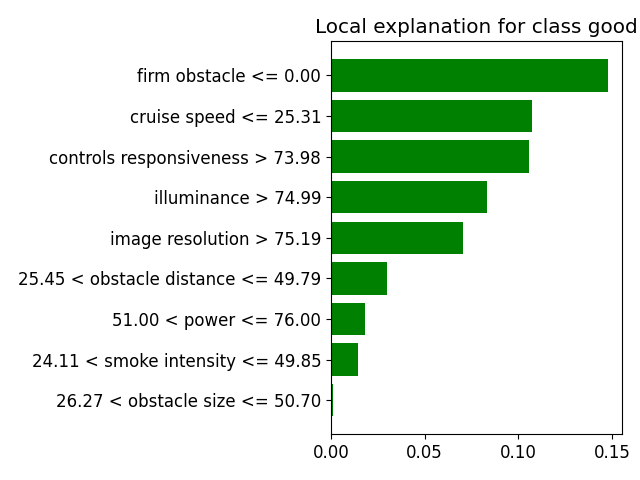 Local explanation for class good
firm obstacle <= 0.00
cruise speed <= 25.31
controls responsiveness > 73.98
illuminance > 74.99
image resolution > 75.19
25.45 < obstacle distance <= 49.79
51.00 < power <= 76.00
24.11 < smoke intensity <= 49.85
26.27 < obstacle size <= 50.70
0.00 0.05 0.10 0.15